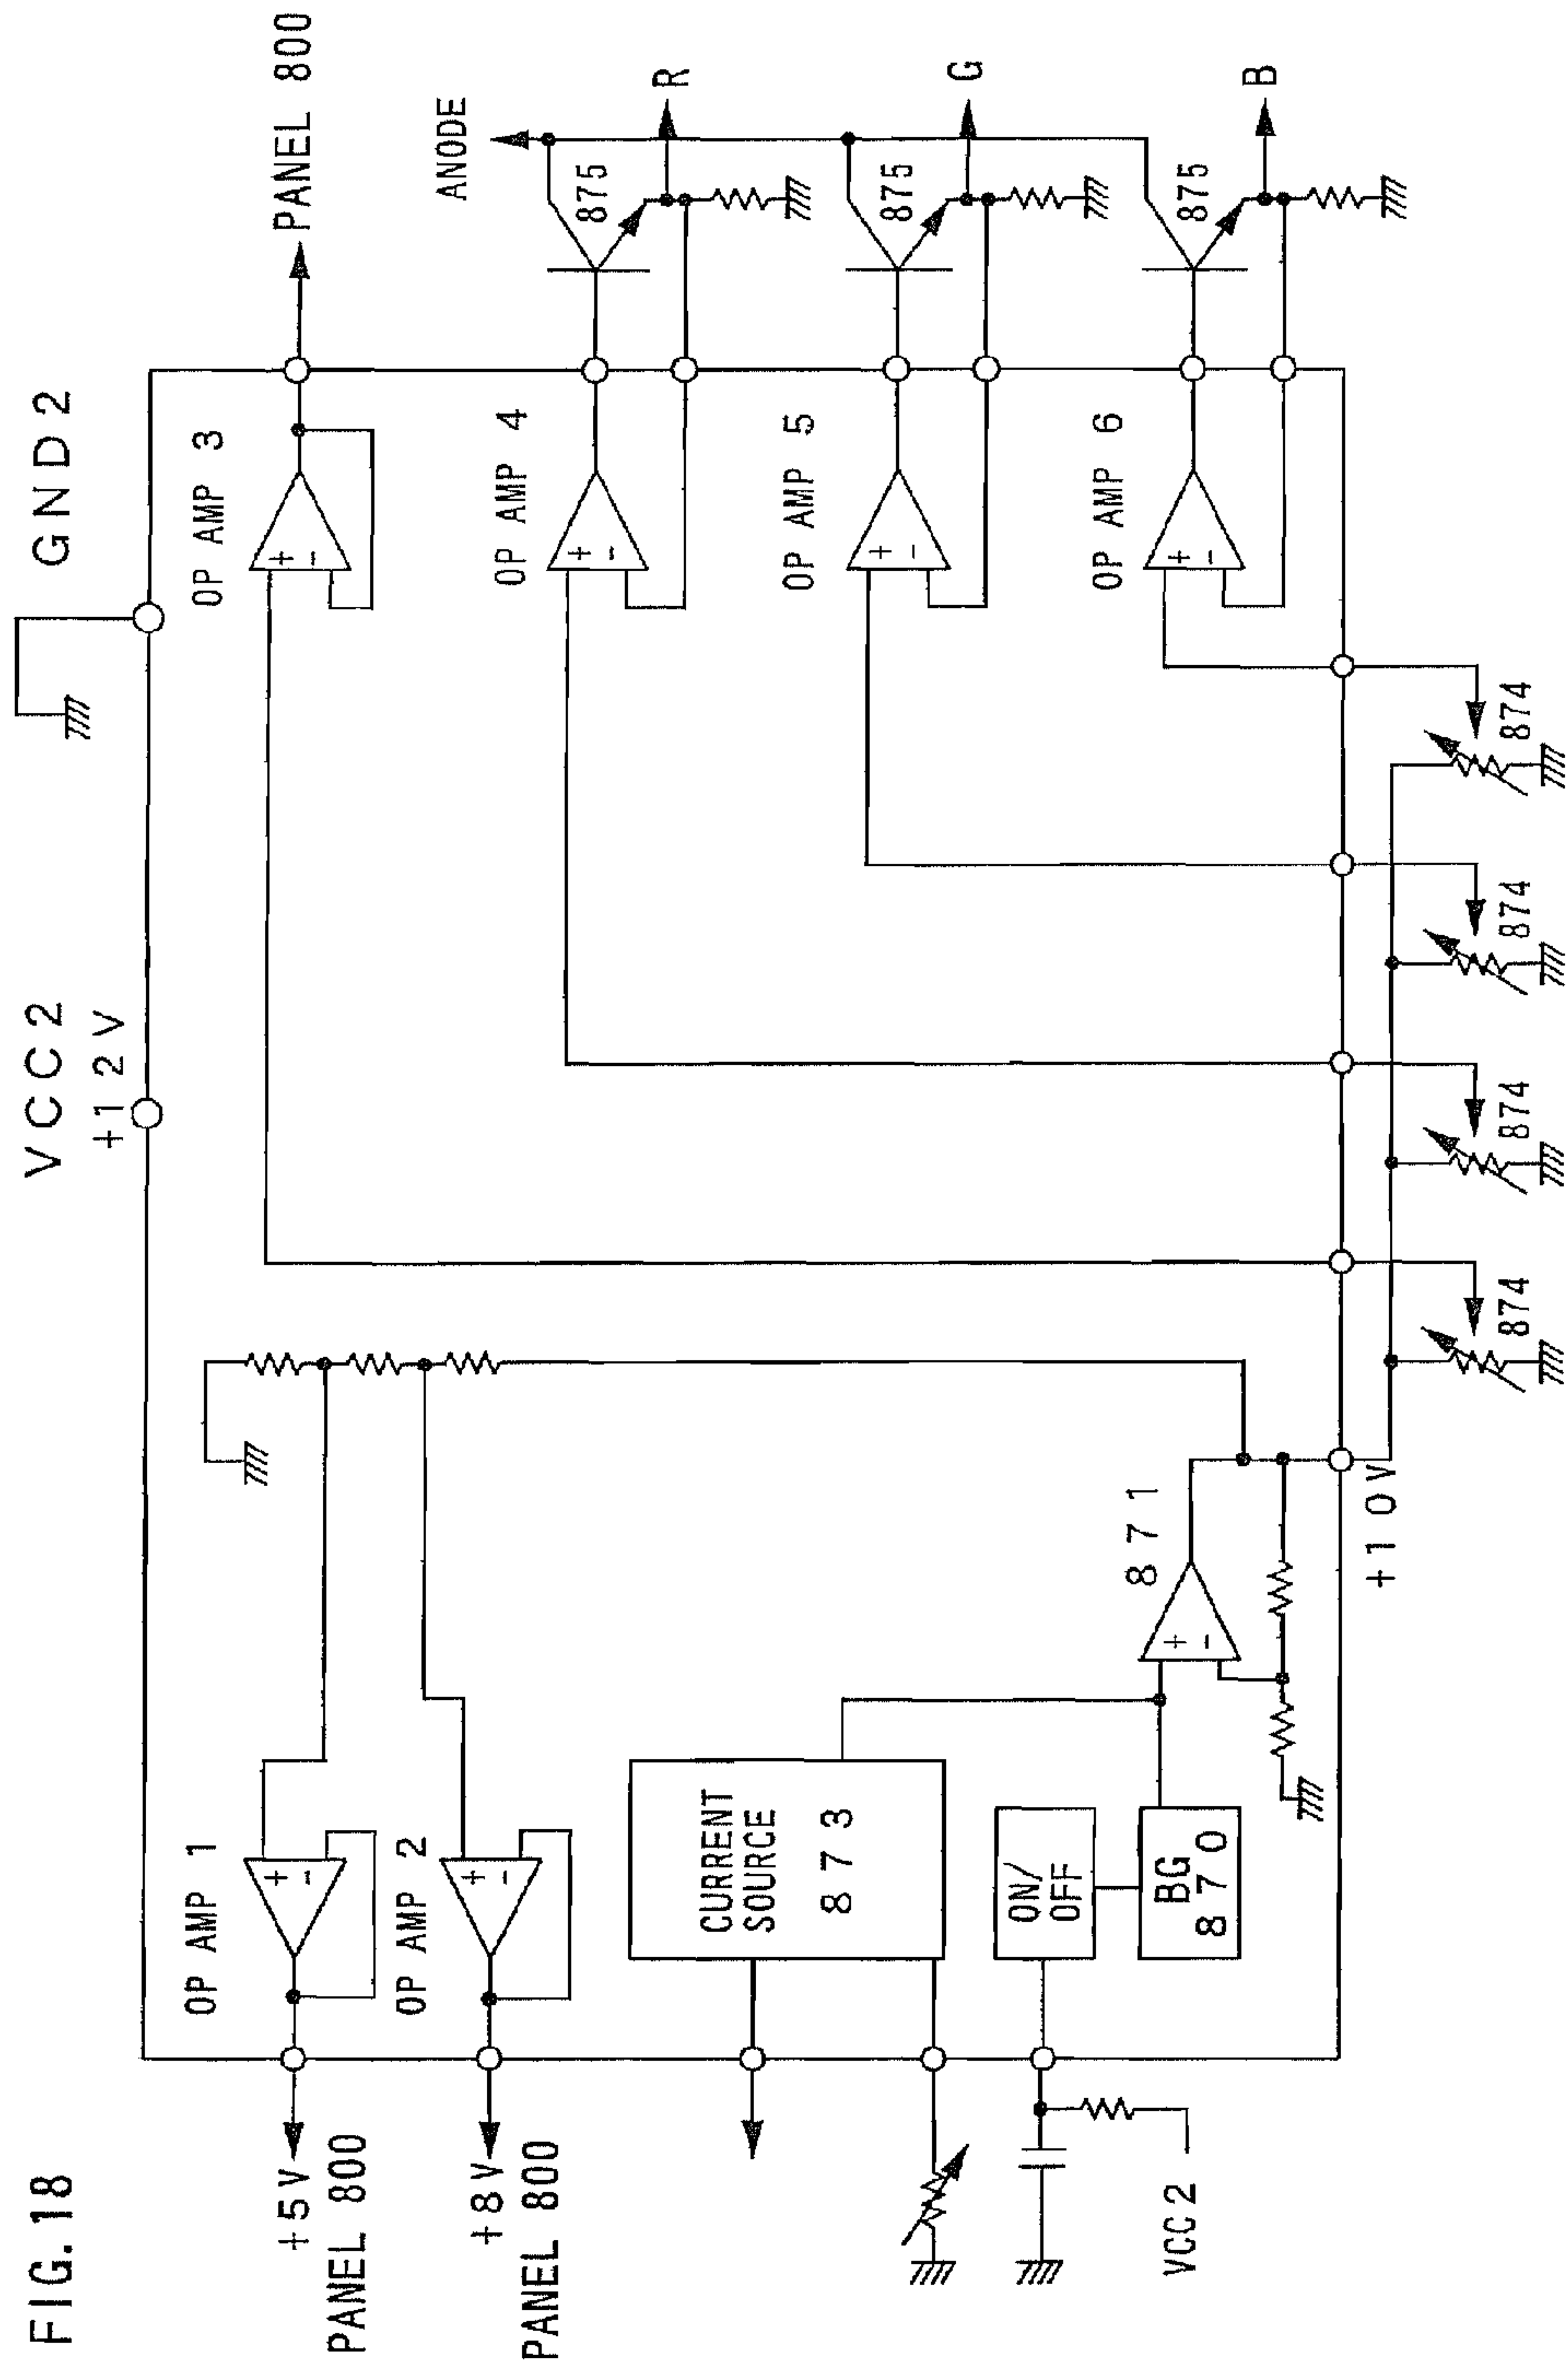 FIG.18
VCC2
+12V
GND2
OP AMP 1
+
-
+5V
PANEL 800
OP AMP 2
+
-
+8V
PANEL 800
OP AMP 3
+
-
PANEL 800
ANODE
OP AMP 4
+
-
875
R
OP AMP 5
+
-
875
G
OP AMP 6
+
-
875
B
CURRENT
SOURCE
873
ON/
OFF
BG
870
871
+
-
VCC2
+10V
874
874
874
874